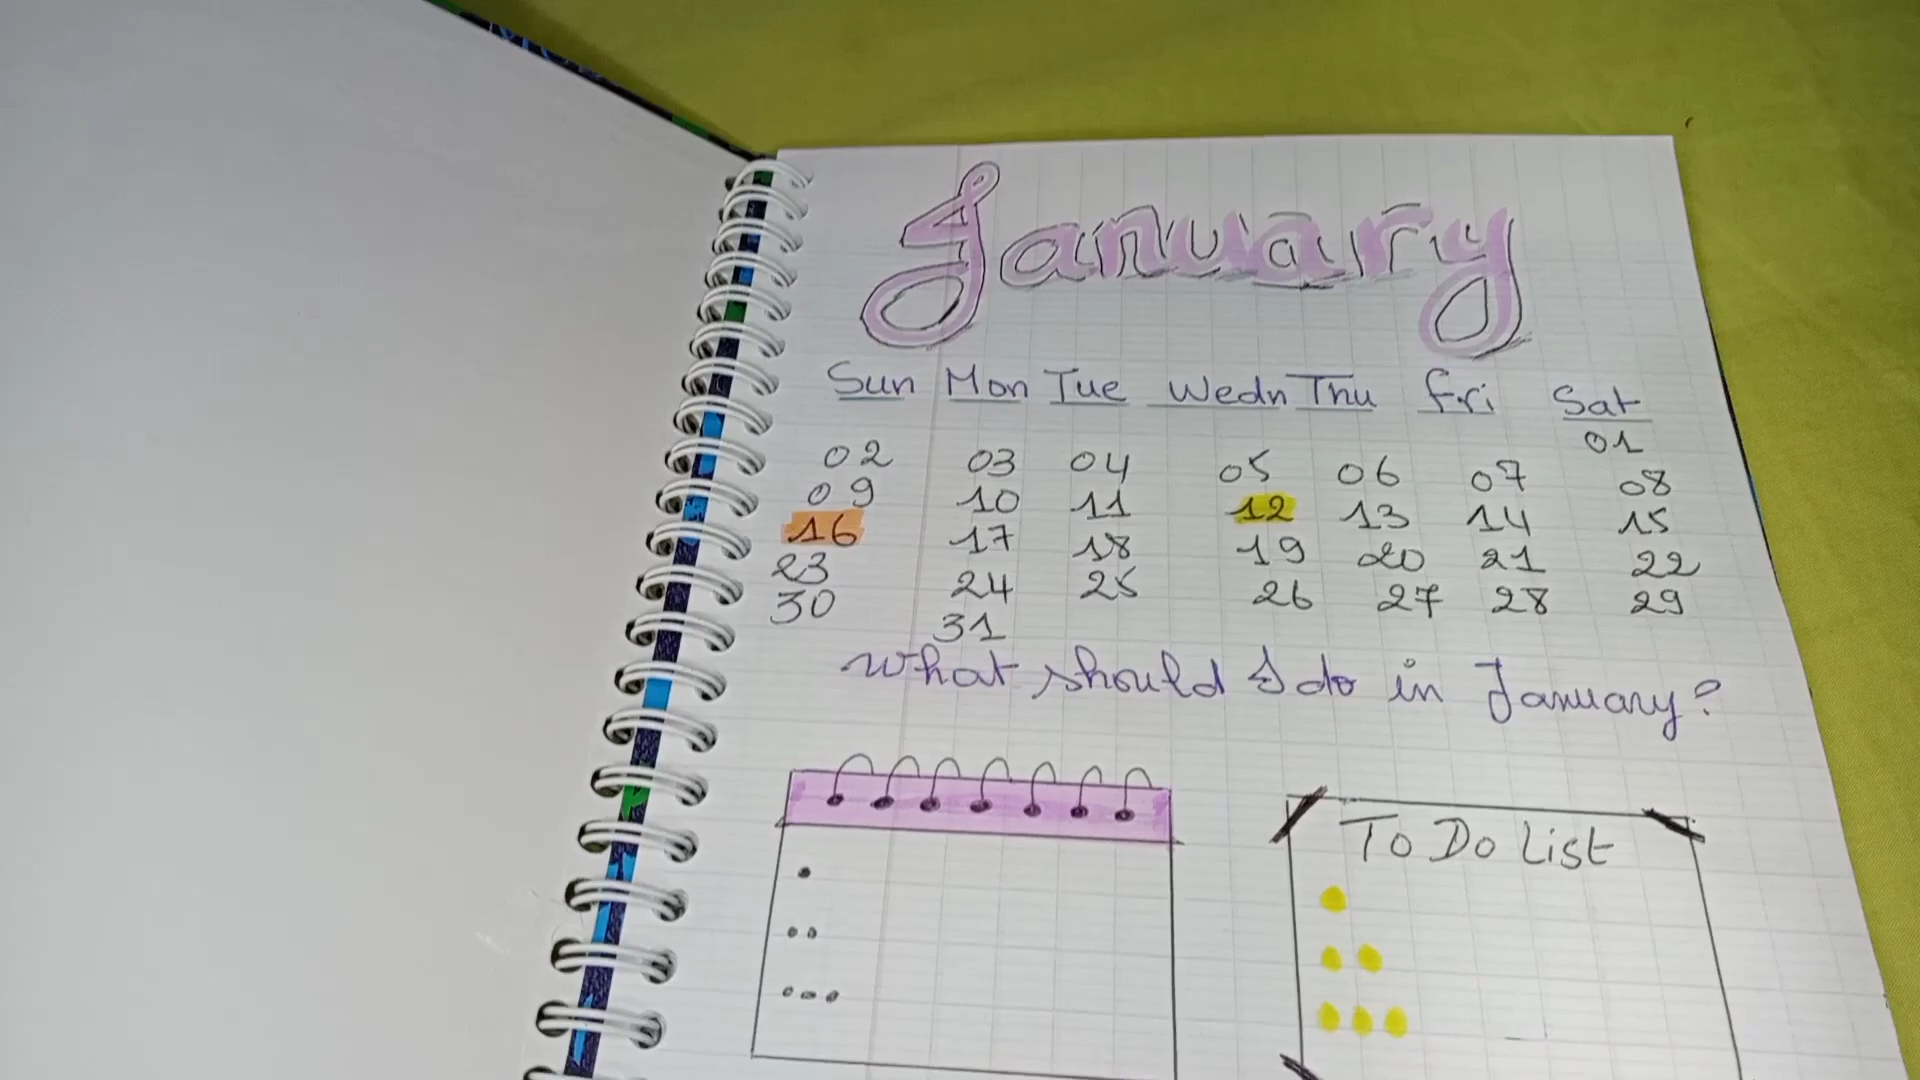 January
Sun Mon Tue Wedn Thu Fri Sat
01
02 03 04 05 06 07 08
09 10 11 12 13 14 15
16 17 18 19 20 21 22
23 24 25 26 27 28 29
30 31
What should I do in January?
To Do List